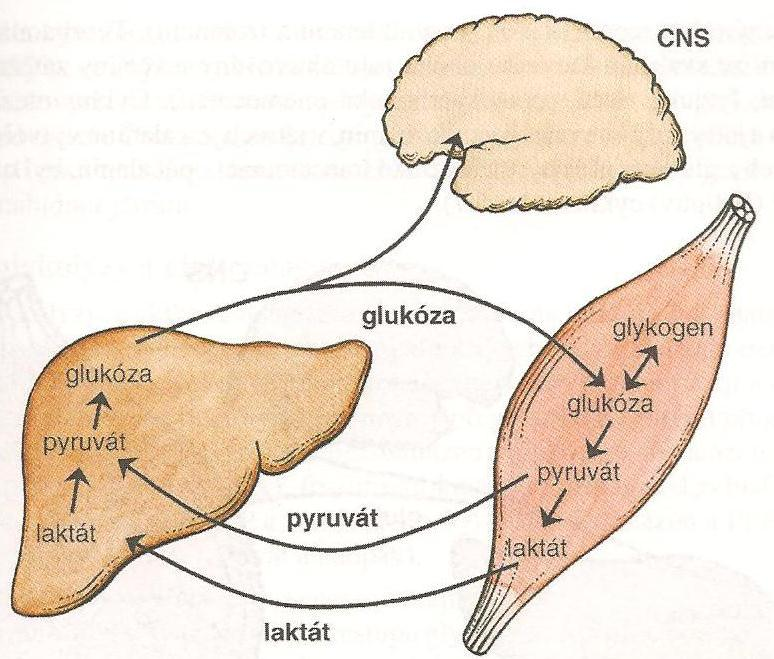 CNS
glukóza
glykogen
glukóza
glukóza
pyruvát
pyruvát
pyruvát
laktát
laktát
laktát